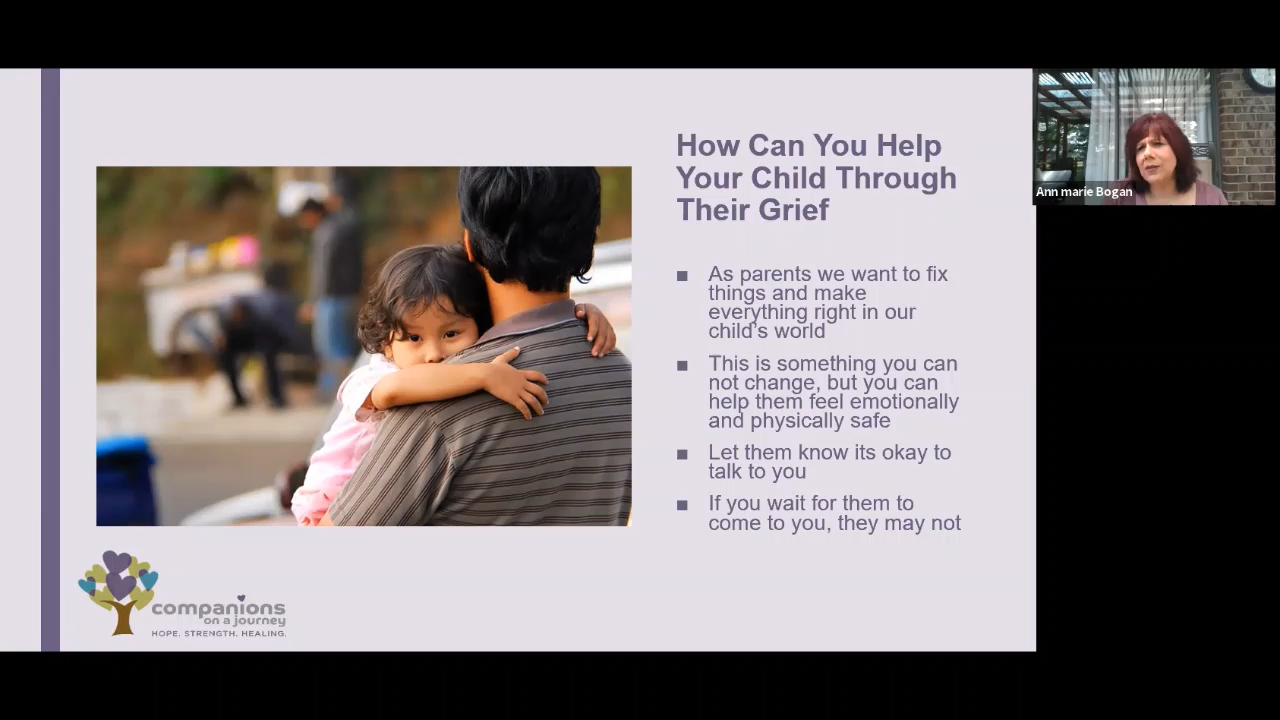 How Can You Help
Your Child Through
Their Grief
■ As parents we want to fix
things and make
everything right in our
child's world
■ This is something you can
not change, but you can
help them feel emotionally
and physically safe
■ Let them know its okay to
talk to you
■ If you wait for them to
come to you, they may not
companions
on a journey
HOPE. STRENGTH. HEALING.
Ann marie Bogan